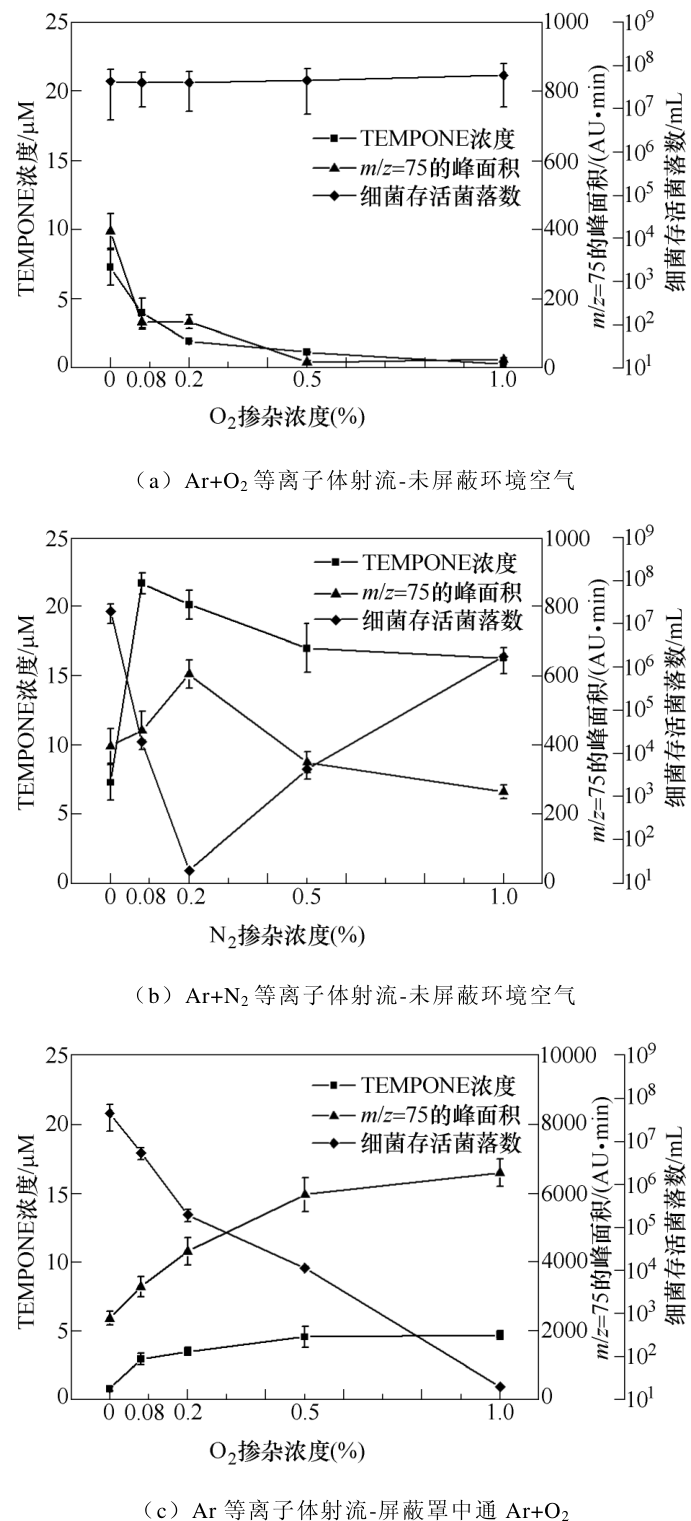 25
20
15
10
5
0
TEMPONE浓度/μM
1000
800
600
400
200
0
m/z=75的峰面积/(AU•min)
10⁹
10⁸
10⁷
10⁶
10⁵
10⁴
10³
10²
10¹
细菌存活菌落数/mL
TEMPONE浓度
m/z=75的峰面积
细菌存活菌落数
0 0.08 0.2 0.5 1.0
O₂掺杂浓度(%)
（a）Ar+O₂等离子体射流-未屏蔽环境空气
25
20
15
10
5
0
TEMPONE浓度/μM
1000
800
600
400
200
0
m/z=75的峰面积/(AU•min)
10⁹
10⁸
10⁷
10⁶
10⁵
10⁴
10³
10²
10¹
细菌存活菌落数/mL
TEMPONE浓度
m/z=75的峰面积
细菌存活菌落数
0 0.08 0.2 0.5 1.0
N₂掺杂浓度(%)
（b）Ar+N₂等离子体射流-未屏蔽环境空气
25
20
15
10
5
0
TEMPONE浓度/μM
10000
8000
6000
4000
2000
0
m/z=75的峰面积/(AU•min)
10⁹
10⁸
10⁷
10⁶
10⁵
10⁴
10³
10²
10¹
细菌存活菌落数/mL
TEMPONE浓度
m/z=75的峰面积
细菌存活菌落数
0 0.08 0.2 0.5 1.0
O₂掺杂浓度(%)
（c）Ar 等离子体射流-屏蔽罩中通 Ar+O₂